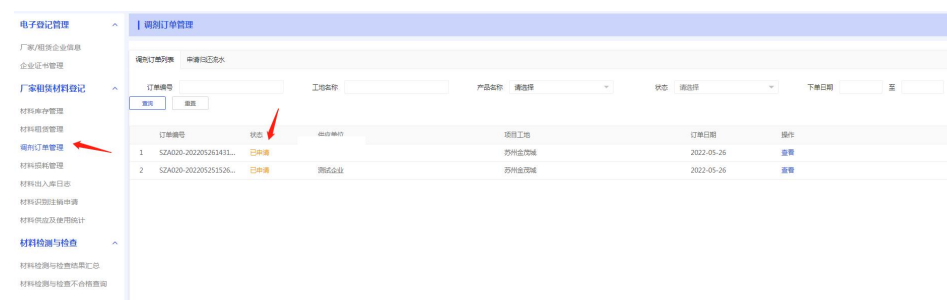 电子登记管理
厂家/租赁企业信息
企业证书管理
厂家租赁材料登记
材料库存管理
材料租赁管理
调剂订单管理
材料损耗管理
材料出入库日志
材料识别注销申请
材料供应及使用统计
材料检测与检查
材料检测与检查结果汇总
材料检测与检查不合格查询
调剂订单管理
调剂订单列表 申请归还流水
订单编号 工地名称 产品名称 请选择 状态 请选择 下单日期 至
查询 重置
订单编号 状态 供应单位 项目工地 订单日期 操作
1 SZA020-202205261431... 已申请 苏州金茂城 2022-05-26 查看
2 SZA020-202205251526... 已申请 测试企业 苏州金茂城 2022-05-26 查看